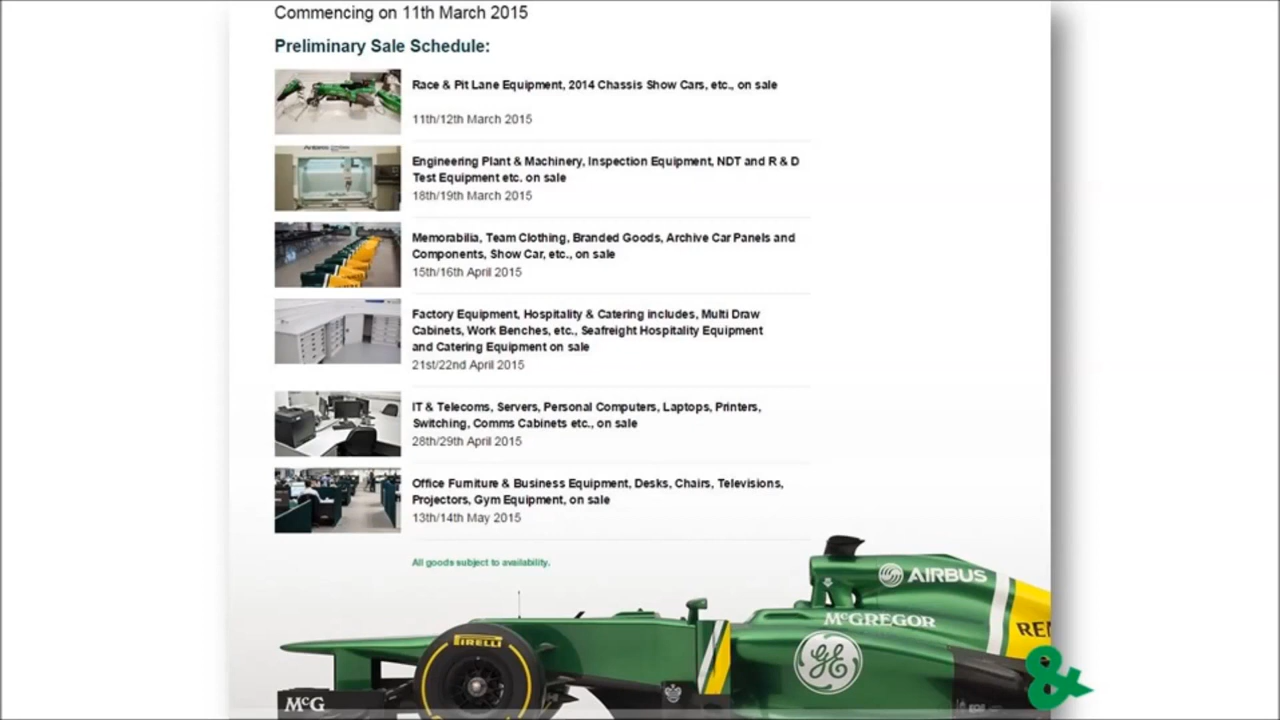 Commencing on 11th March 2015
Preliminary Sale Schedule:
Race & Pit Lane Equipment, 2014 Chassis Show Cars, etc., on sale
11th/12th March 2015
Engineering Plant & Machinery, Inspection Equipment, NDT and R & D
Test Equipment etc. on sale
18th/19th March 2015
Memorabilia, Team Clothing, Branded Goods, Archive Car Panels and
Components, Show Car, etc., on sale
15th/16th April 2015
Factory Equipment, Hospitality & Catering includes, Multi Draw
Cabinets, Work Benches, etc., Seafreight Hospitality Equipment
and Catering Equipment on sale
21st/22nd April 2015
IT & Telecoms, Servers, Personal Computers, Laptops, Printers,
Switching, Comms Cabinets etc., on sale
28th/29th April 2015
Office Furniture & Business Equipment, Desks, Chairs, Televisions,
Projectors, Gym Equipment, on sale
13th/14th May 2015
All goods subject to availability.
AIRBUS
McGREGOR
REN
PIRELLI
GE
McG
&